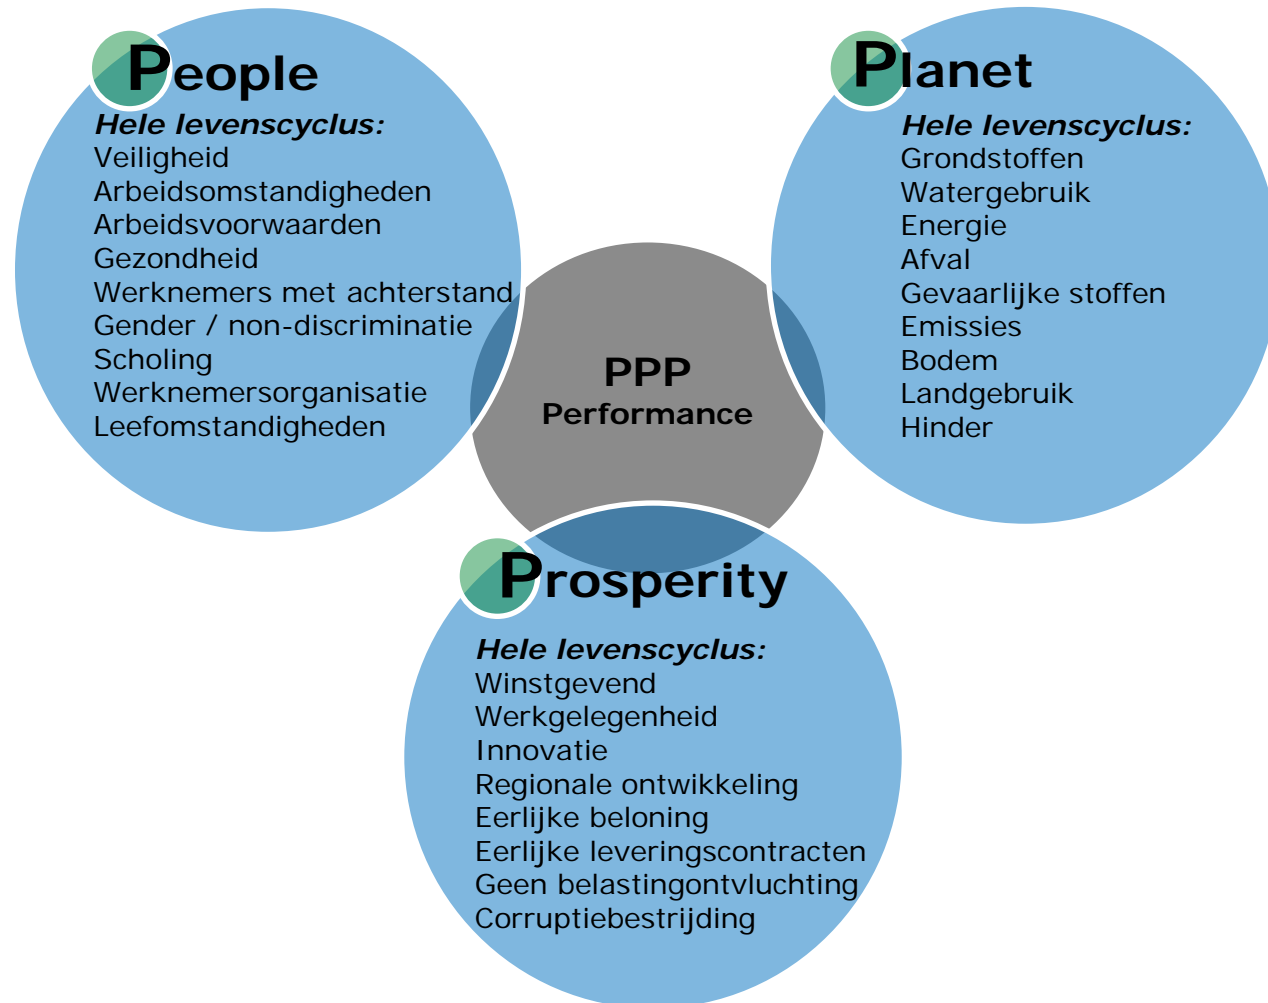 People
Hele levenscyclus:
Veiligheid
Arbeidsomstandigheden
Arbeidsvoorwaarden
Gezondheid
Werknemers met achterstand
Gender / non-discriminatie
Scholing
Werknemersorganisatie
Leefomstandigheden
Planet
Hele levenscyclus:
Grondstoffen
Watergebruik
Energie
Afval
Gevaarlijke stoffen
Emissies
Bodem
Landgebruik
Hinder
PPP
Performance
Prosperity
Hele levenscyclus:
Winstgevend
Werkgelegenheid
Innovatie
Regionale ontwikkeling
Eerlijke beloning
Eerlijke leveringscontracten
Geen belastingontvluchting
Corruptiebestrijding